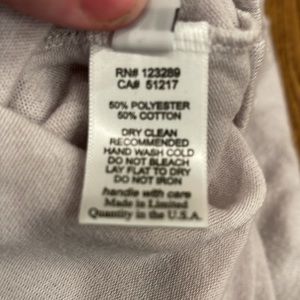 RN# 123289
CA# 51217
50% POLYESTER
50% COTTON
DRY CLEAN
RECOMMENDED
HAND WASH COLD
DO NOT BLEACH
LAY FLAT TO DRY
DO NOT IRON
handle with care
Made in Limited
Quantity in the U.S.A.